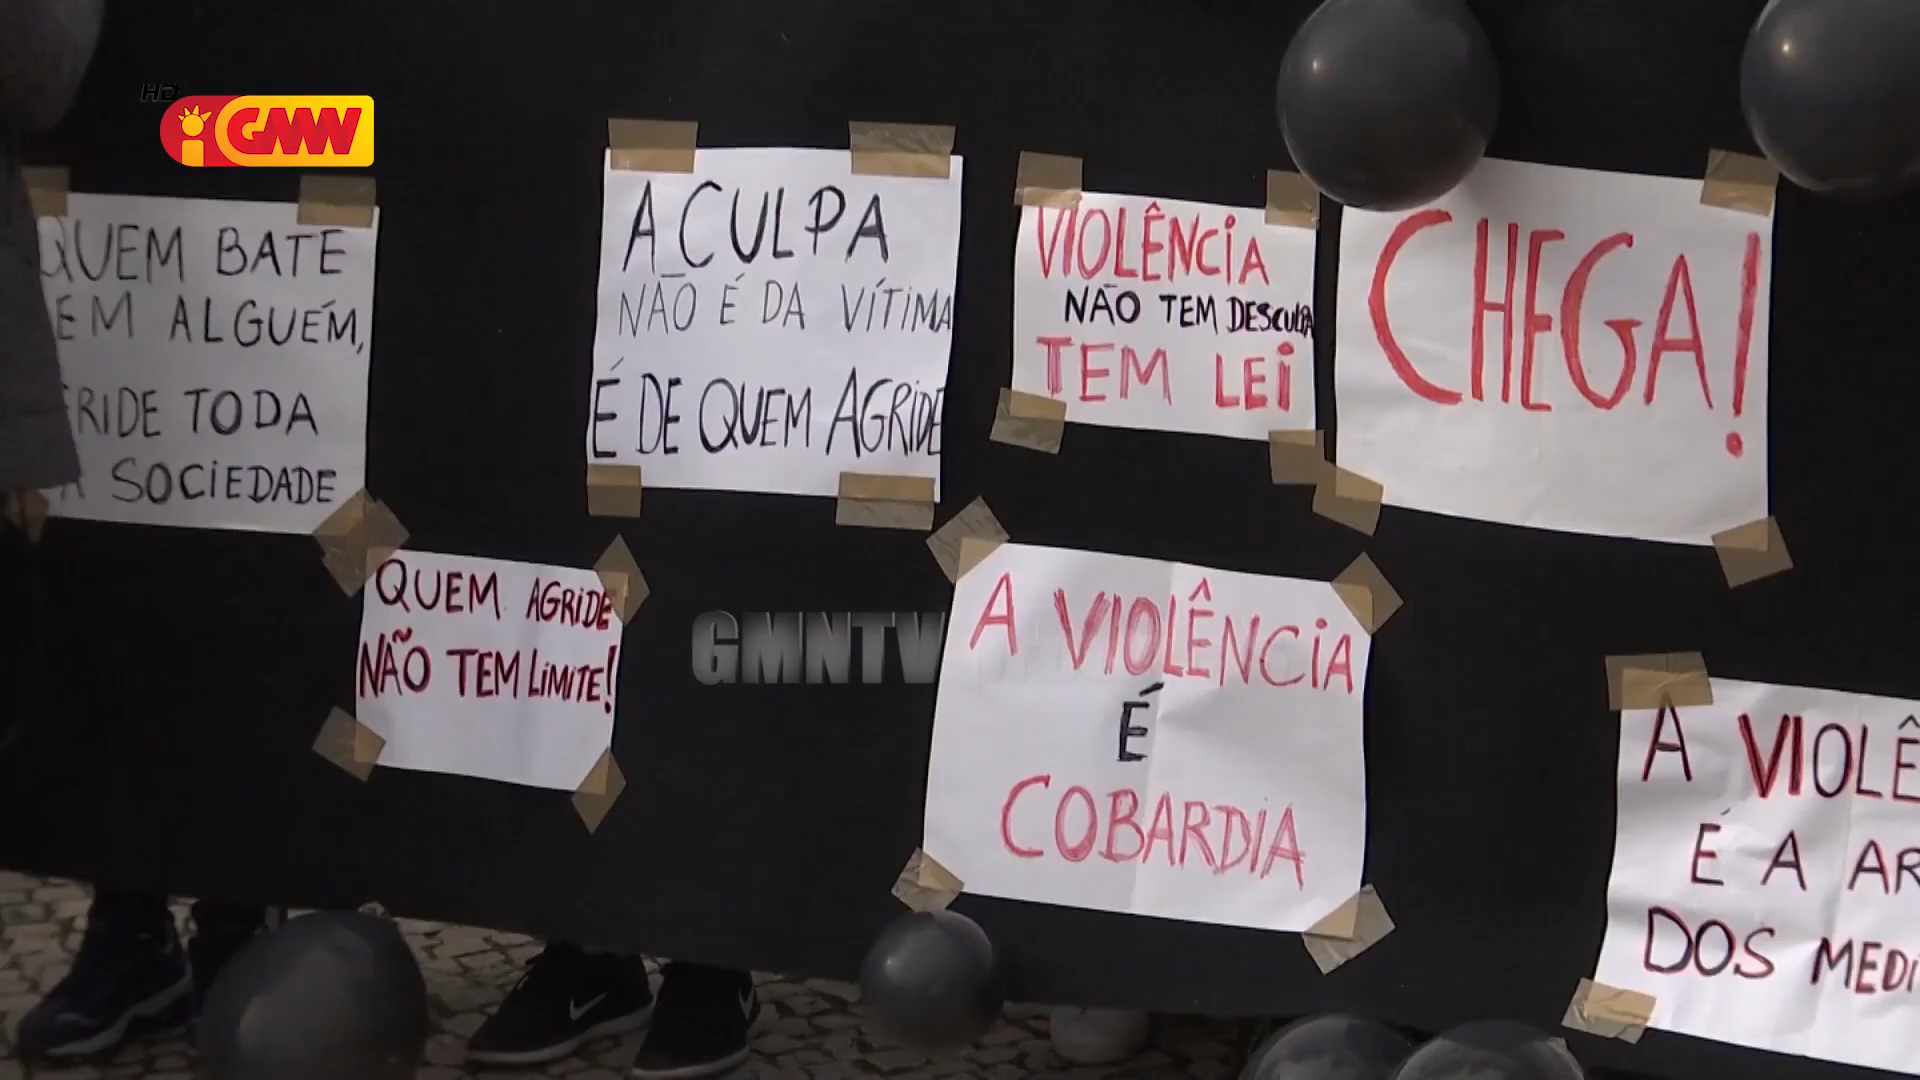 HD
GMN
QUEM BATE
EM ALGUÉM,
TODA
SOCIEDADE
A CULPA
NÃO É DA VÍTIMA
É DE QUEM AGRIDE
VIOLÊNCIA
NÃO TEM DESCULPA
TEM LEI
CHEGA!
QUEM AGRIDE
NÃO TEM LIMITE!
GMNTV
A VIOLÊNCIA
É
COBARDIA
A VIOLÊ
É A AR
DOS MEDI